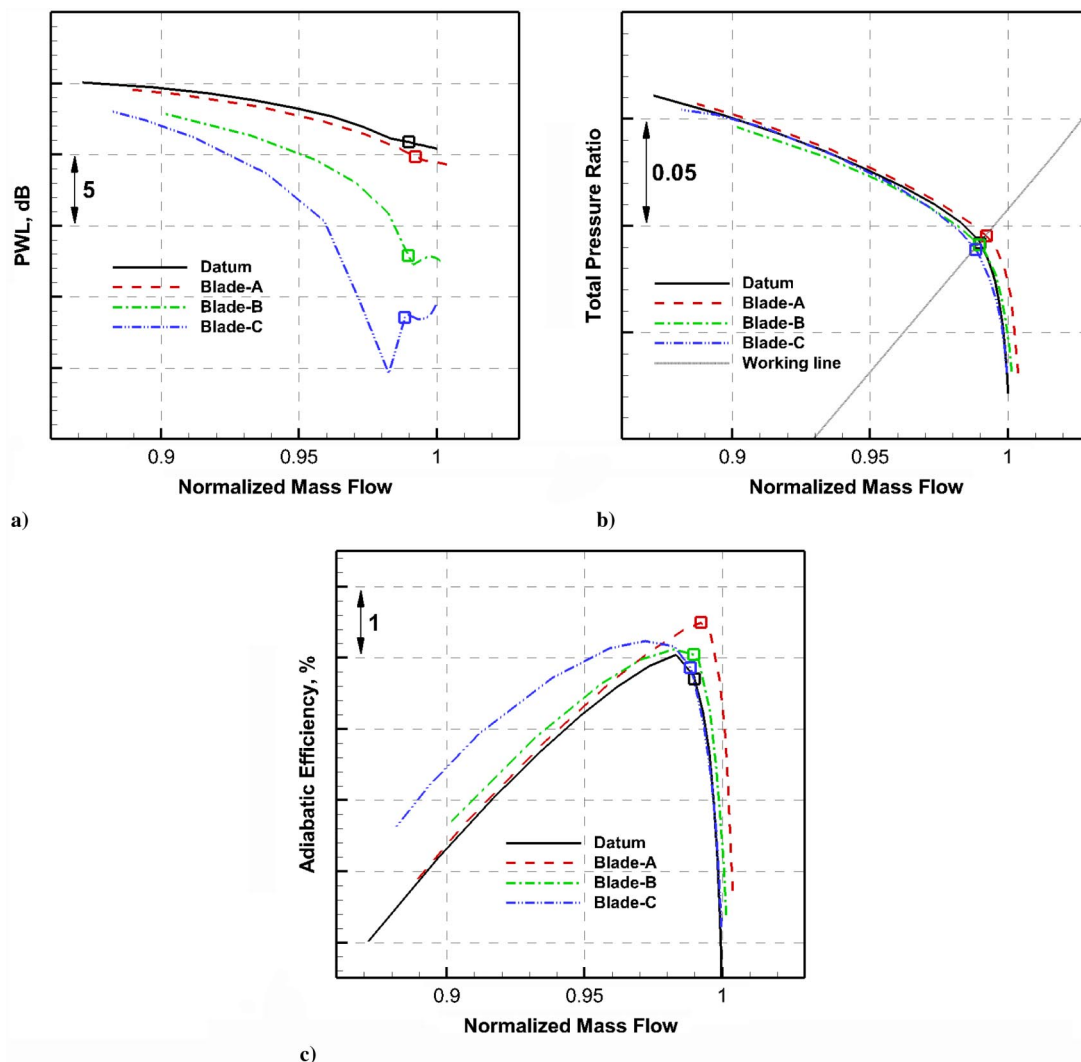 PWL, dB
5
Datum
Blade-A
Blade-B
Blade-C
0.9
0.95
1
Normalized Mass Flow
a)
Total Pressure Ratio
0.05
Datum
Blade-A
Blade-B
Blade-C
Working line
0.9
0.95
1
Normalized Mass Flow
b)
Adiabatic Efficiency, %
1
Datum
Blade-A
Blade-B
Blade-C
0.9
0.95
1
Normalized Mass Flow
c)